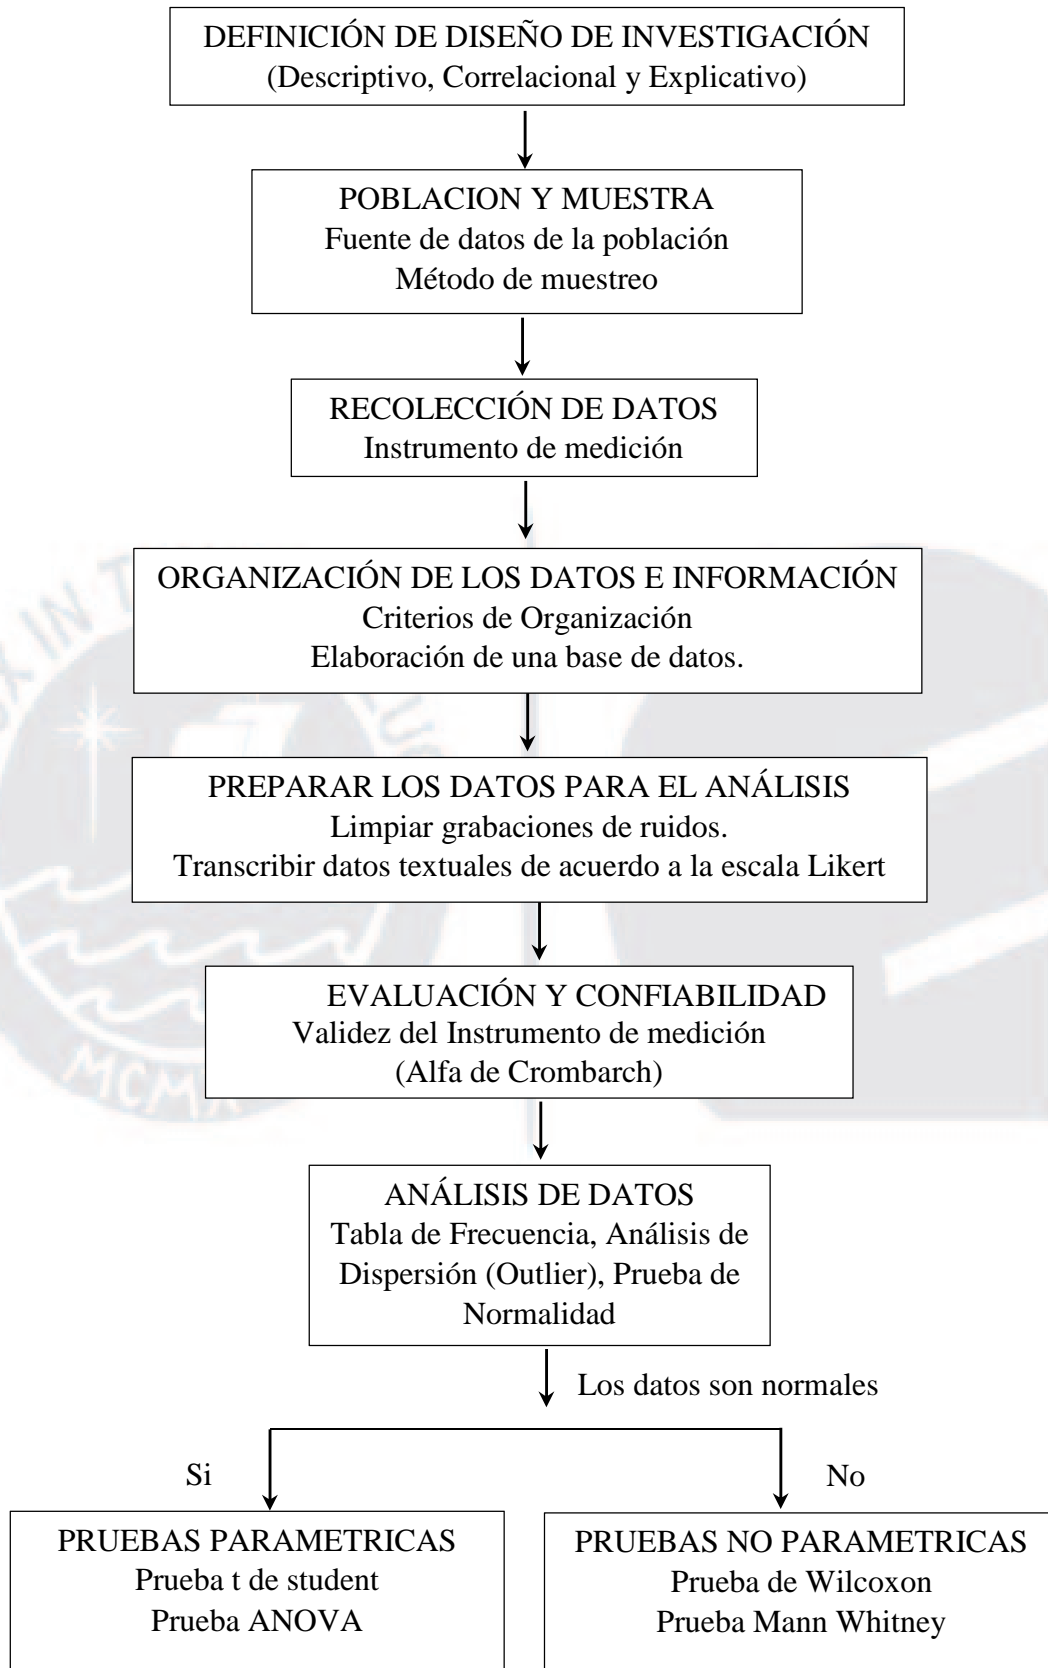 DEFINICIÓN DE DISEÑO DE INVESTIGACIÓN
(Descriptivo, Correlacional y Explicativo)
POBLACION Y MUESTRA
Fuente de datos de la población
Método de muestreo
RECOLECCIÓN DE DATOS
Instrumento de medición
ORGANIZACIÓN DE LOS DATOS E INFORMACIÓN
Criterios de Organización
Elaboración de una base de datos.
PREPARAR LOS DATOS PARA EL ANÁLISIS
Limpiar grabaciones de ruidos.
Transcribir datos textuales de acuerdo a la escala Likert
EVALUACIÓN Y CONFIABILIDAD
Validez del Instrumento de medición
(Alfa de Crombarch)
ANÁLISIS DE DATOS
Tabla de Frecuencia, Análisis de
Dispersión (Outlier), Prueba de
Normalidad
Los datos son normales
Si
No
PRUEBAS PARAMETRICAS
Prueba t de student
Prueba ANOVA
PRUEBAS NO PARAMETRICAS
Prueba de Wilcoxon
Prueba Mann Whitney